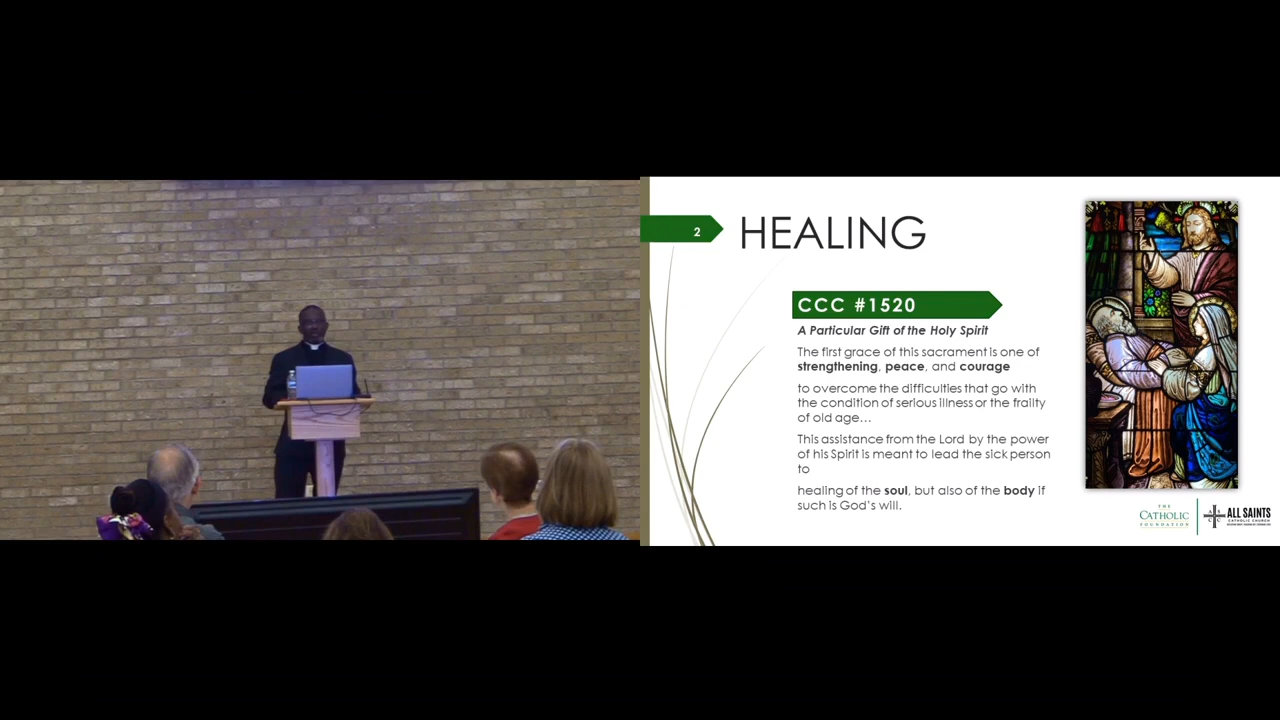 2
HEALING
CCC #1520
A Particular Gift of the Holy Spirit
The first grace of this sacrament is one of
strengthening, peace, and courage
to overcome the difficulties that go with
the condition of serious illness or the frailty
of old age…
This assistance from the Lord by the power
of his Spirit is meant to lead the sick person
to
healing of the soul, but also of the body if
such is God's will.
THE
CATHOLIC
FOUNDATION
ALL SAINTS
CATHOLIC CHURCH